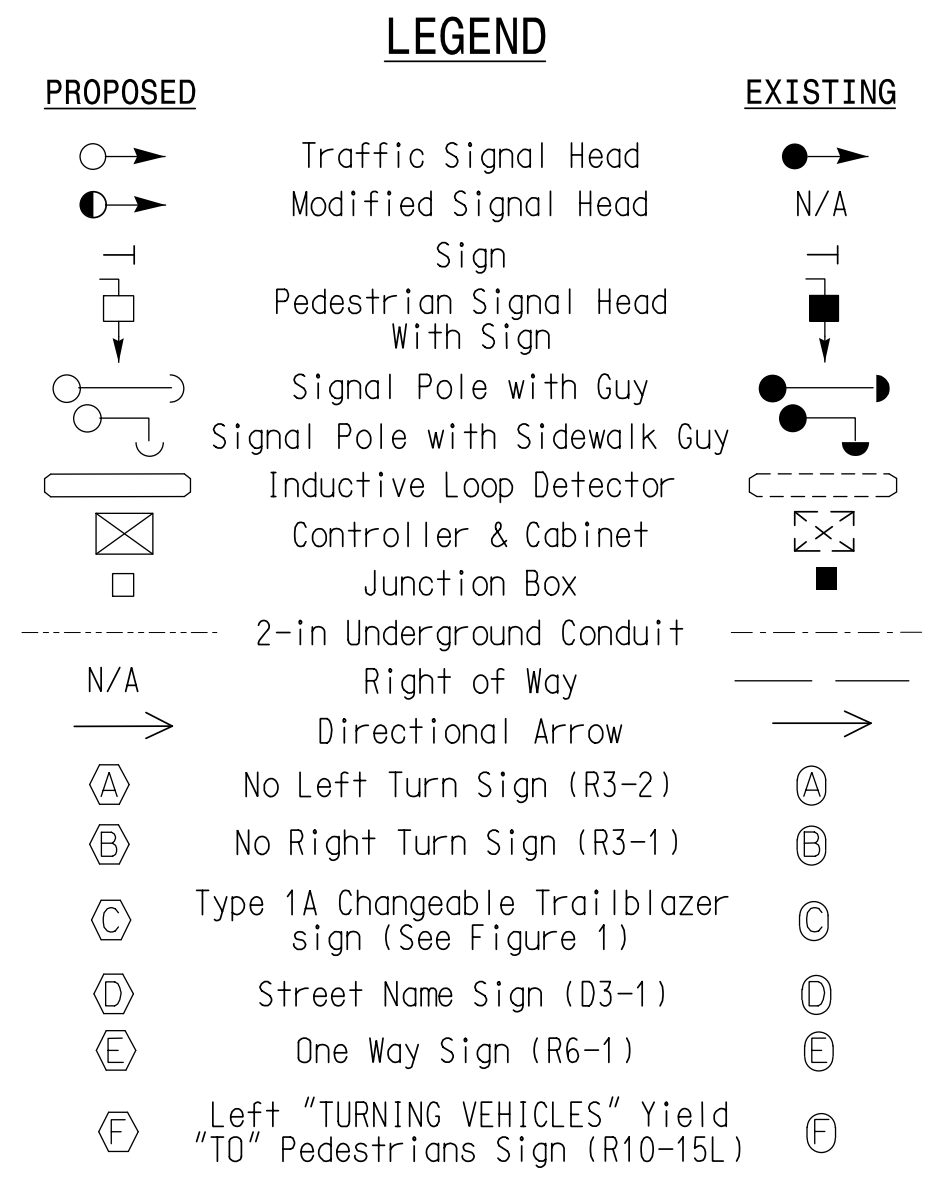 LEGEND
PROPOSED EXISTING
Traffic Signal Head
Modified Signal Head N/A
Sign
Pedestrian Signal Head
With Sign
Signal Pole with Guy
Signal Pole with Sidewalk Guy
Inductive Loop Detector
Controller & Cabinet
Junction Box
2-in Underground Conduit
N/A Right of Way
Directional Arrow
A No Left Turn Sign (R3-2) A
B No Right Turn Sign (R3-1) B
Type 1A Changeable Trailblazer
C sign (See Figure 1) C
D Street Name Sign (D3-1) D
E One Way Sign (R6-1) E
Left "TURNING VEHICLES" Yield
F "TO" Pedestrians Sign (R10-15L) F